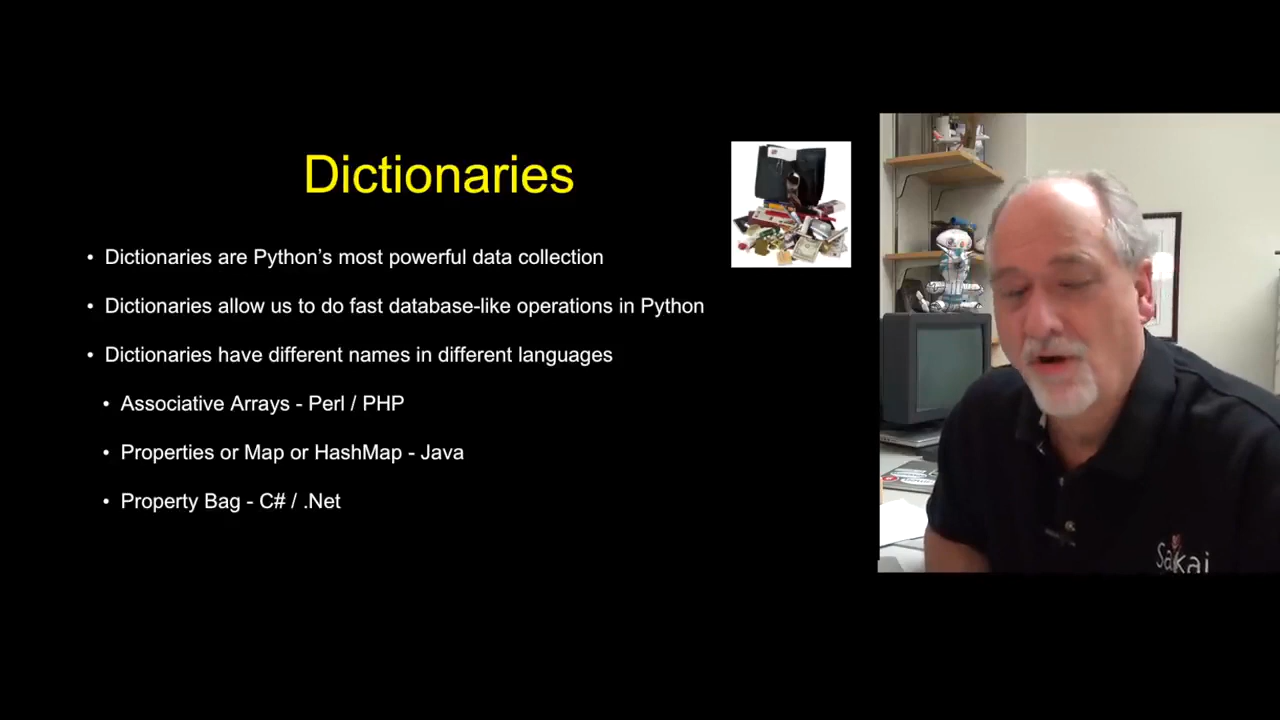 Dictionaries
• Dictionaries are Python’s most powerful data collection
• Dictionaries allow us to do fast database-like operations in Python
• Dictionaries have different names in different languages
• Associative Arrays - Perl / PHP
• Properties or Map or HashMap - Java
• Property Bag - C# / .Net
Sakai